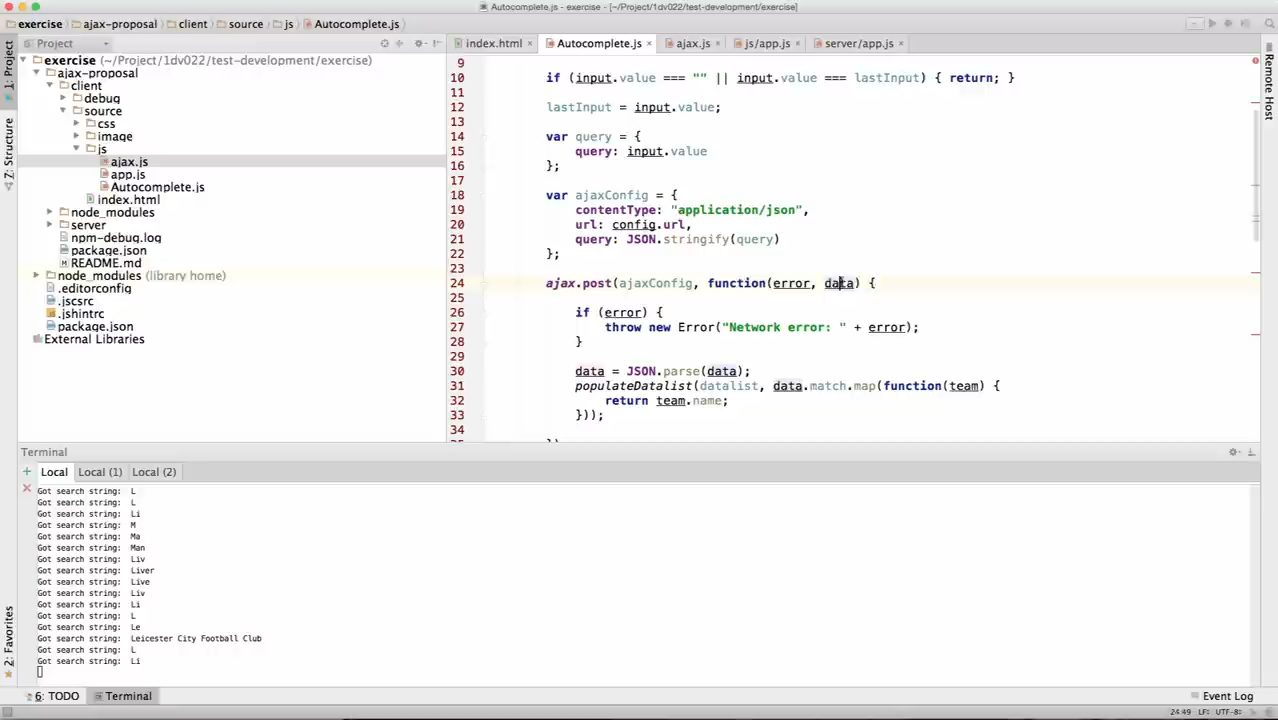 Autocomplete.js - exercise - [~/Project/1dv022/test-development/exercise]
exercise ajax-proposal client source js Autocomplete.js
1: Project
Project
index.html Autocomplete.js ajax.js js/app.js server/app.js
exercise (~/Project/1dv022/test-development/exercise)
ajax-proposal
client
debug
source
css
image
js
ajax.js
app.js
Autocomplete.js
index.html
node_modules
server
npm-debug.log
package.json
README.md
node_modules (library home)
.editorconfig
.jscsrc
.jshintrc
package.json
External Libraries
Z: Structure
2: Favorites
Remote Host
9
10 if (input.value === "" || input.value === lastInput) { return; }
11
12 lastInput = input.value;
13
14 var query = {
15 query: input.value
16 };
17
18 var ajaxConfig = {
19 contentType: "application/json",
20 url: config.url,
21 query: JSON.stringify(query)
22 };
23
24 ajax.post(ajaxConfig, function(error, data) {
25
26 if (error) {
27 throw new Error("Network error: " + error);
28 }
29
30 data = JSON.parse(data);
31 populateDatalist(datalist, data.match.map(function(team) {
32 return team.name;
33 }));
34
Terminal
Local Local (1) Local (2)
Got search string: L
Got search string: L
Got search string: Li
Got search string: M
Got search string: Ma
Got search string: Man
Got search string: Liv
Got search string: Liver
Got search string: Live
Got search string: Liv
Got search string: Li
Got search string: L
Got search string: Le
Got search string: Leicester City Football Club
Got search string: L
Got search string: Li
6: TODO Terminal Event Log
24:49 LF: UTF-8: